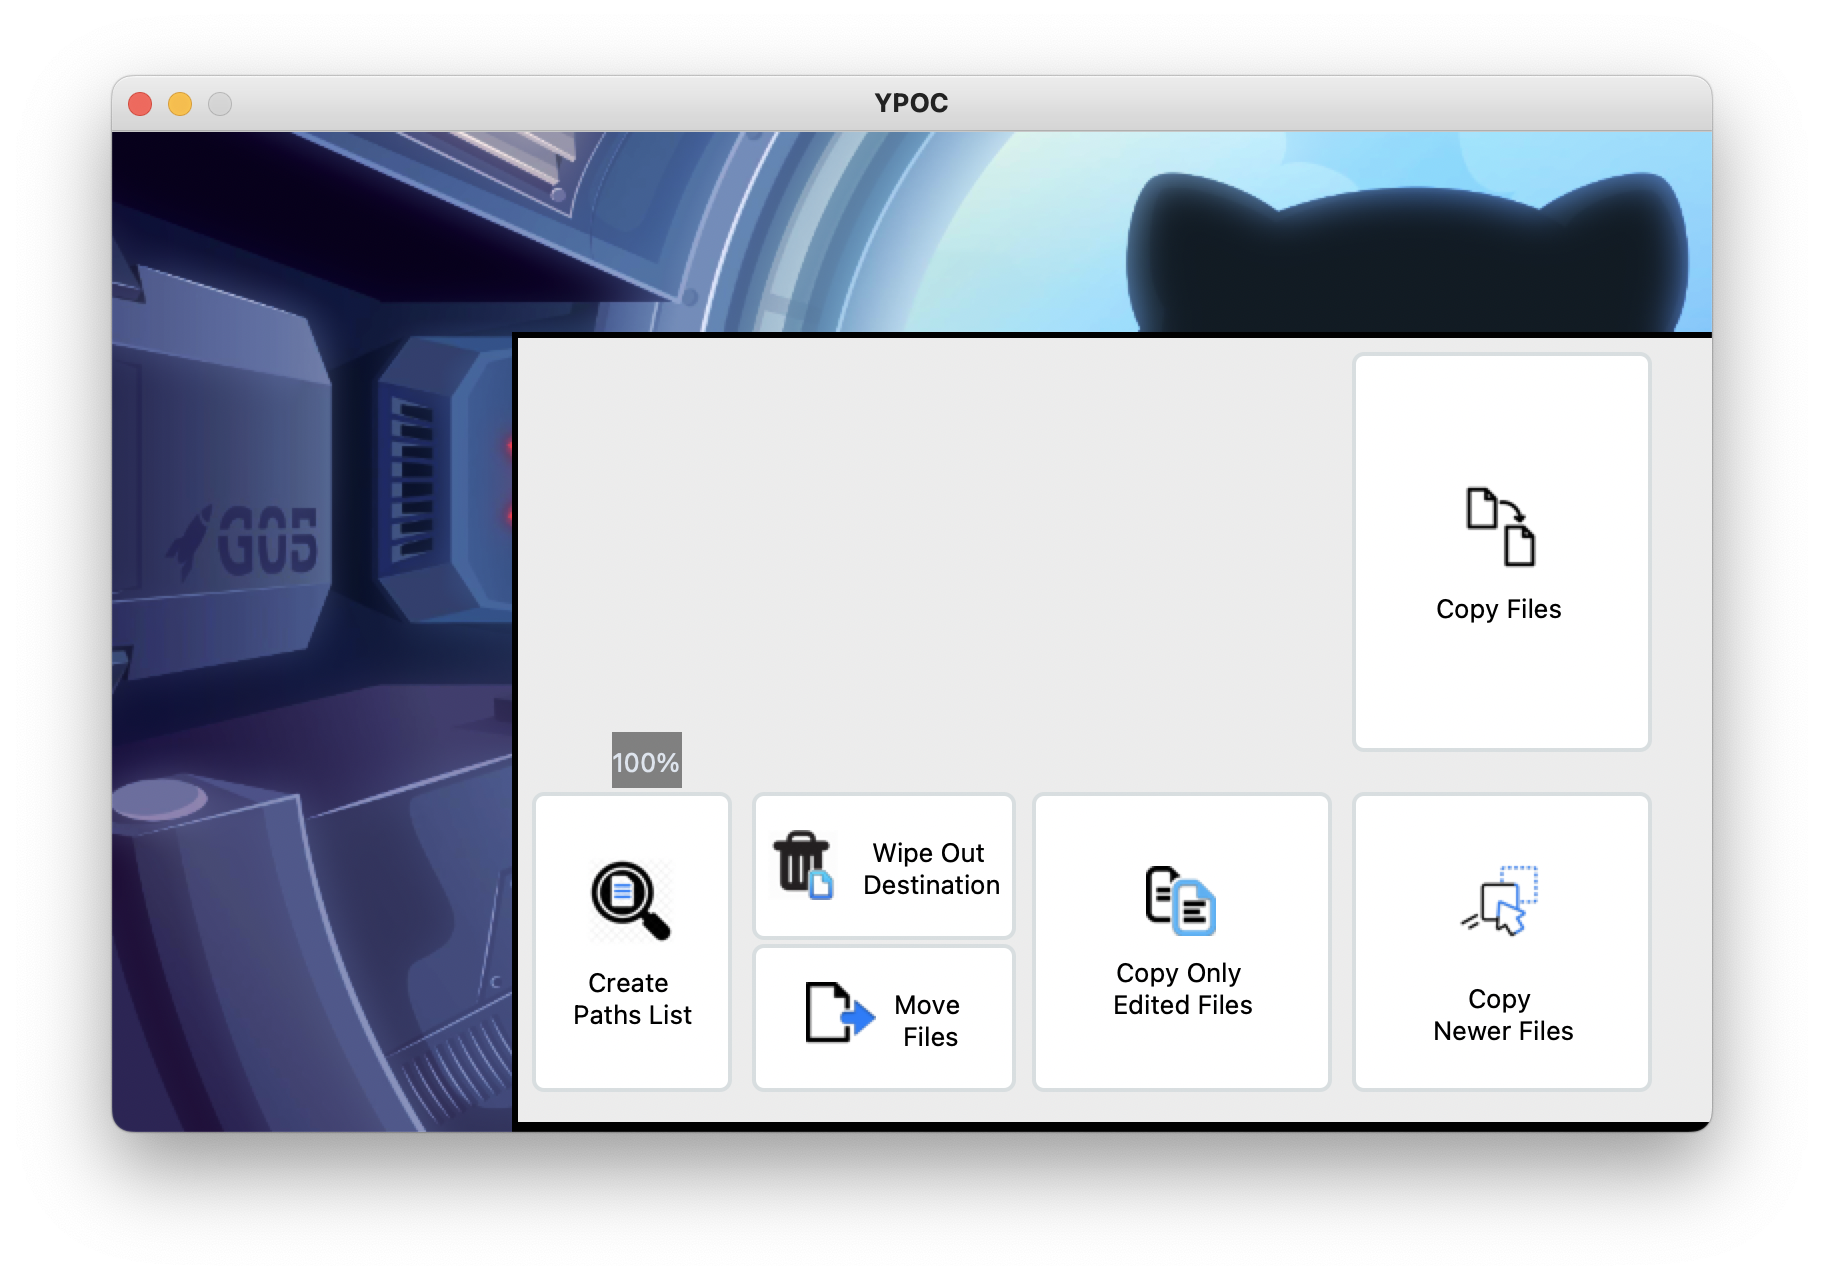 YPOC
G05
Copy Files
100%
Create
Paths List
Wipe Out
Destination
Move
Files
Copy Only
Edited Files
Copy
Newer Files
C